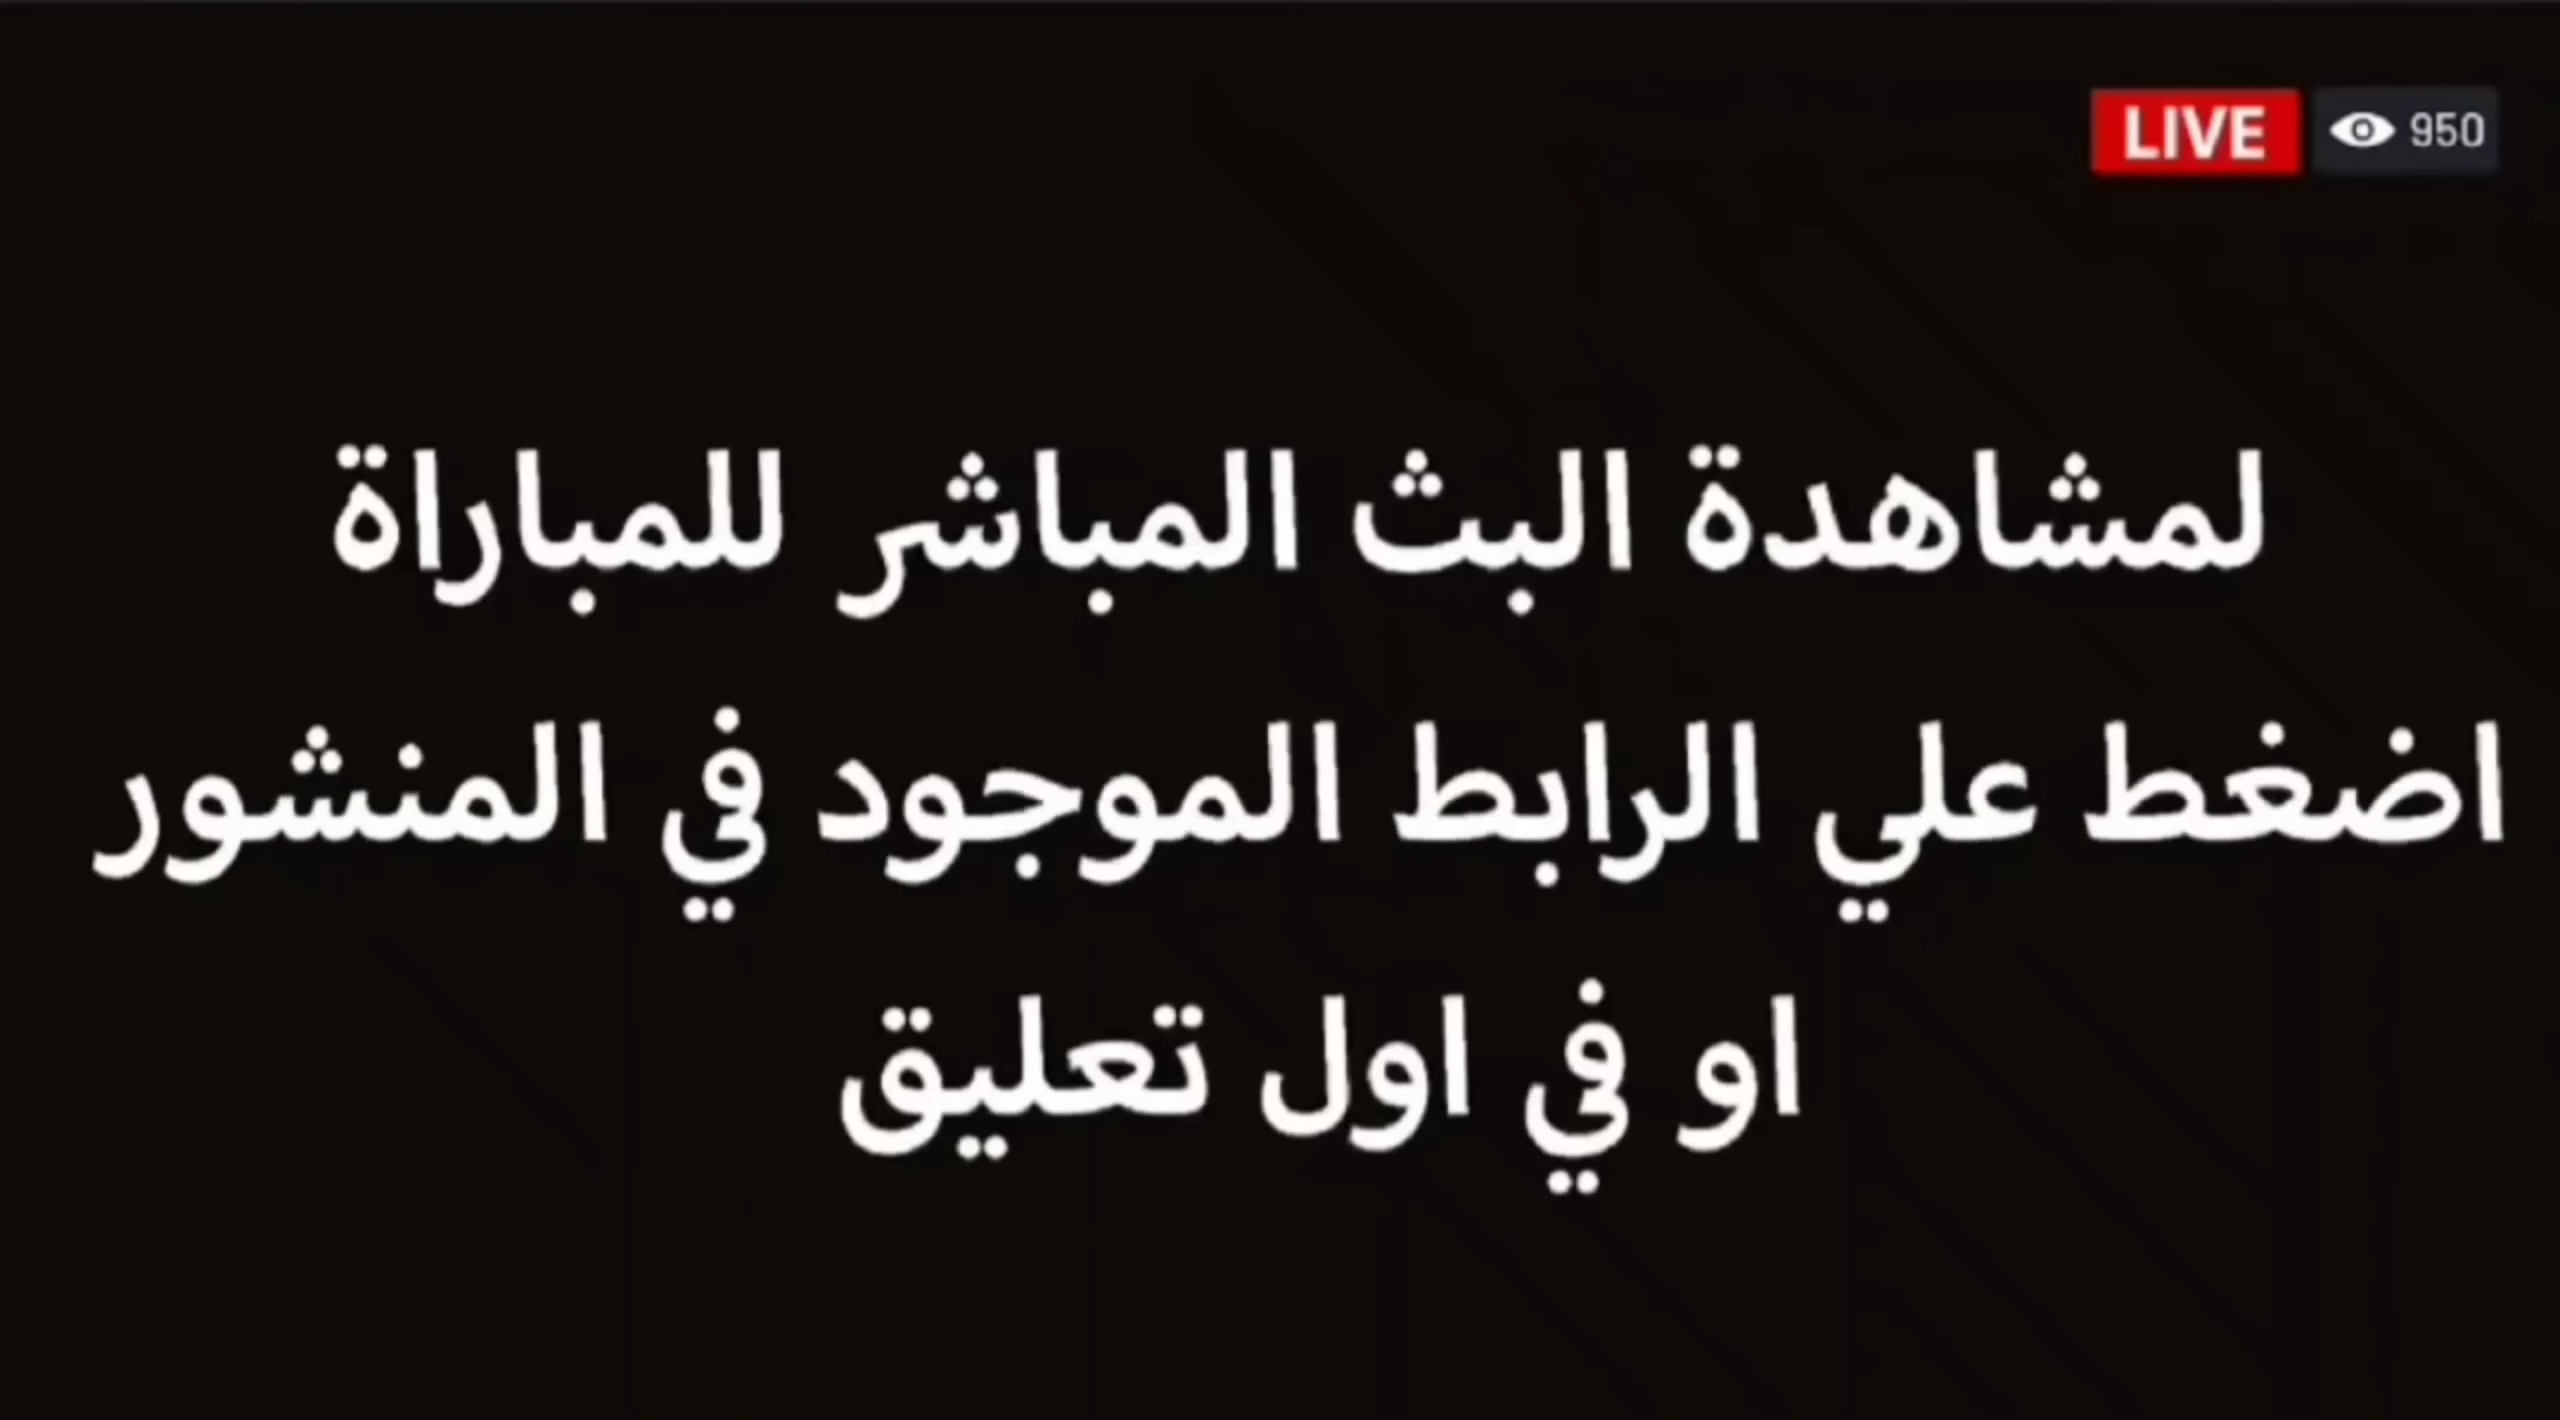 LIVE 950
لمشاهدة البث المباشر للمباراة
اضغط علي الرابط الموجود في المنشور
او في اول تعليق